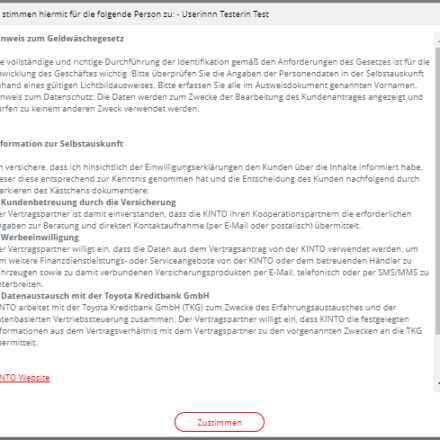 stimmen hiermit für die folgende Person zu: - Userinnn Testerin Test
nweis zum Geldwäschegesetz
e vollständige und richtige Durchführung der Identifikation gemäß den Anforderungen des Gesetzes ist für die
wicklung des Geschäftes wichtig. Bitte überprüfen Sie die Angaben der Personendaten in der Selbstauskunft
hand eines gültigen Lichtbildausweises. Bitte erfassen Sie alle im Ausweisdokument genannten Vornamen.
nweis zum Datenschutz: Die Daten werden zum Zwecke der Bearbeitung des Kundenantrages angezeigt und
rfen zu keinem anderen Zweck verwendet werden.
formation zur Selbstauskunft
h versichere, dass ich hinsichtlich der Einwilligungserklärungen den Kunden über die Inhalte informiert habe,
eser diese entsprechend zur Kenntnis genommen hat und die Entscheidung des Kunden nachfolgend durch
arkieren des Kästchens dokumentiere:
Kundenbetreuung durch die Versicherung
er Vertragspartner ist damit einverstanden, dass die KINTO ihren Kooperationspartnern die erforderlichen
ngaben zur Beratung und direkten Kontaktaufnahme (per E-Mail oder postalisch) übermittelt.
Werbeeinwilligung
er Vertragspartner willigt ein, dass die Daten aus dem Vertragsantrag von der KINTO verwendet werden, um
m weitere Finanzdienstleistungs- oder Serviceangebote von der KINTO oder dem betreuenden Händler zu
hrzeugen sowie zu damit verbundenen Versicherungsprodukten per E-Mail, telefonisch oder per SMS/MMS zu
nterbreiten.
Datenaustausch mit der Toyota Kreditbank GmbH
NTO arbeitet mit der Toyota Kreditbank GmbH (TKG) zum Zwecke des Erfahrungsaustausches und der
tenbasierten Vertriebssteuerung zusammen. Der Vertragspartner willigt ein, dass KINTO die festgelegten
formationen aus dem Vertragsverhältnis mit dem Vertragspartner zu den vorgenannten Zwecken an die TKG
bermittelt.
NTO Website
Zustimmen